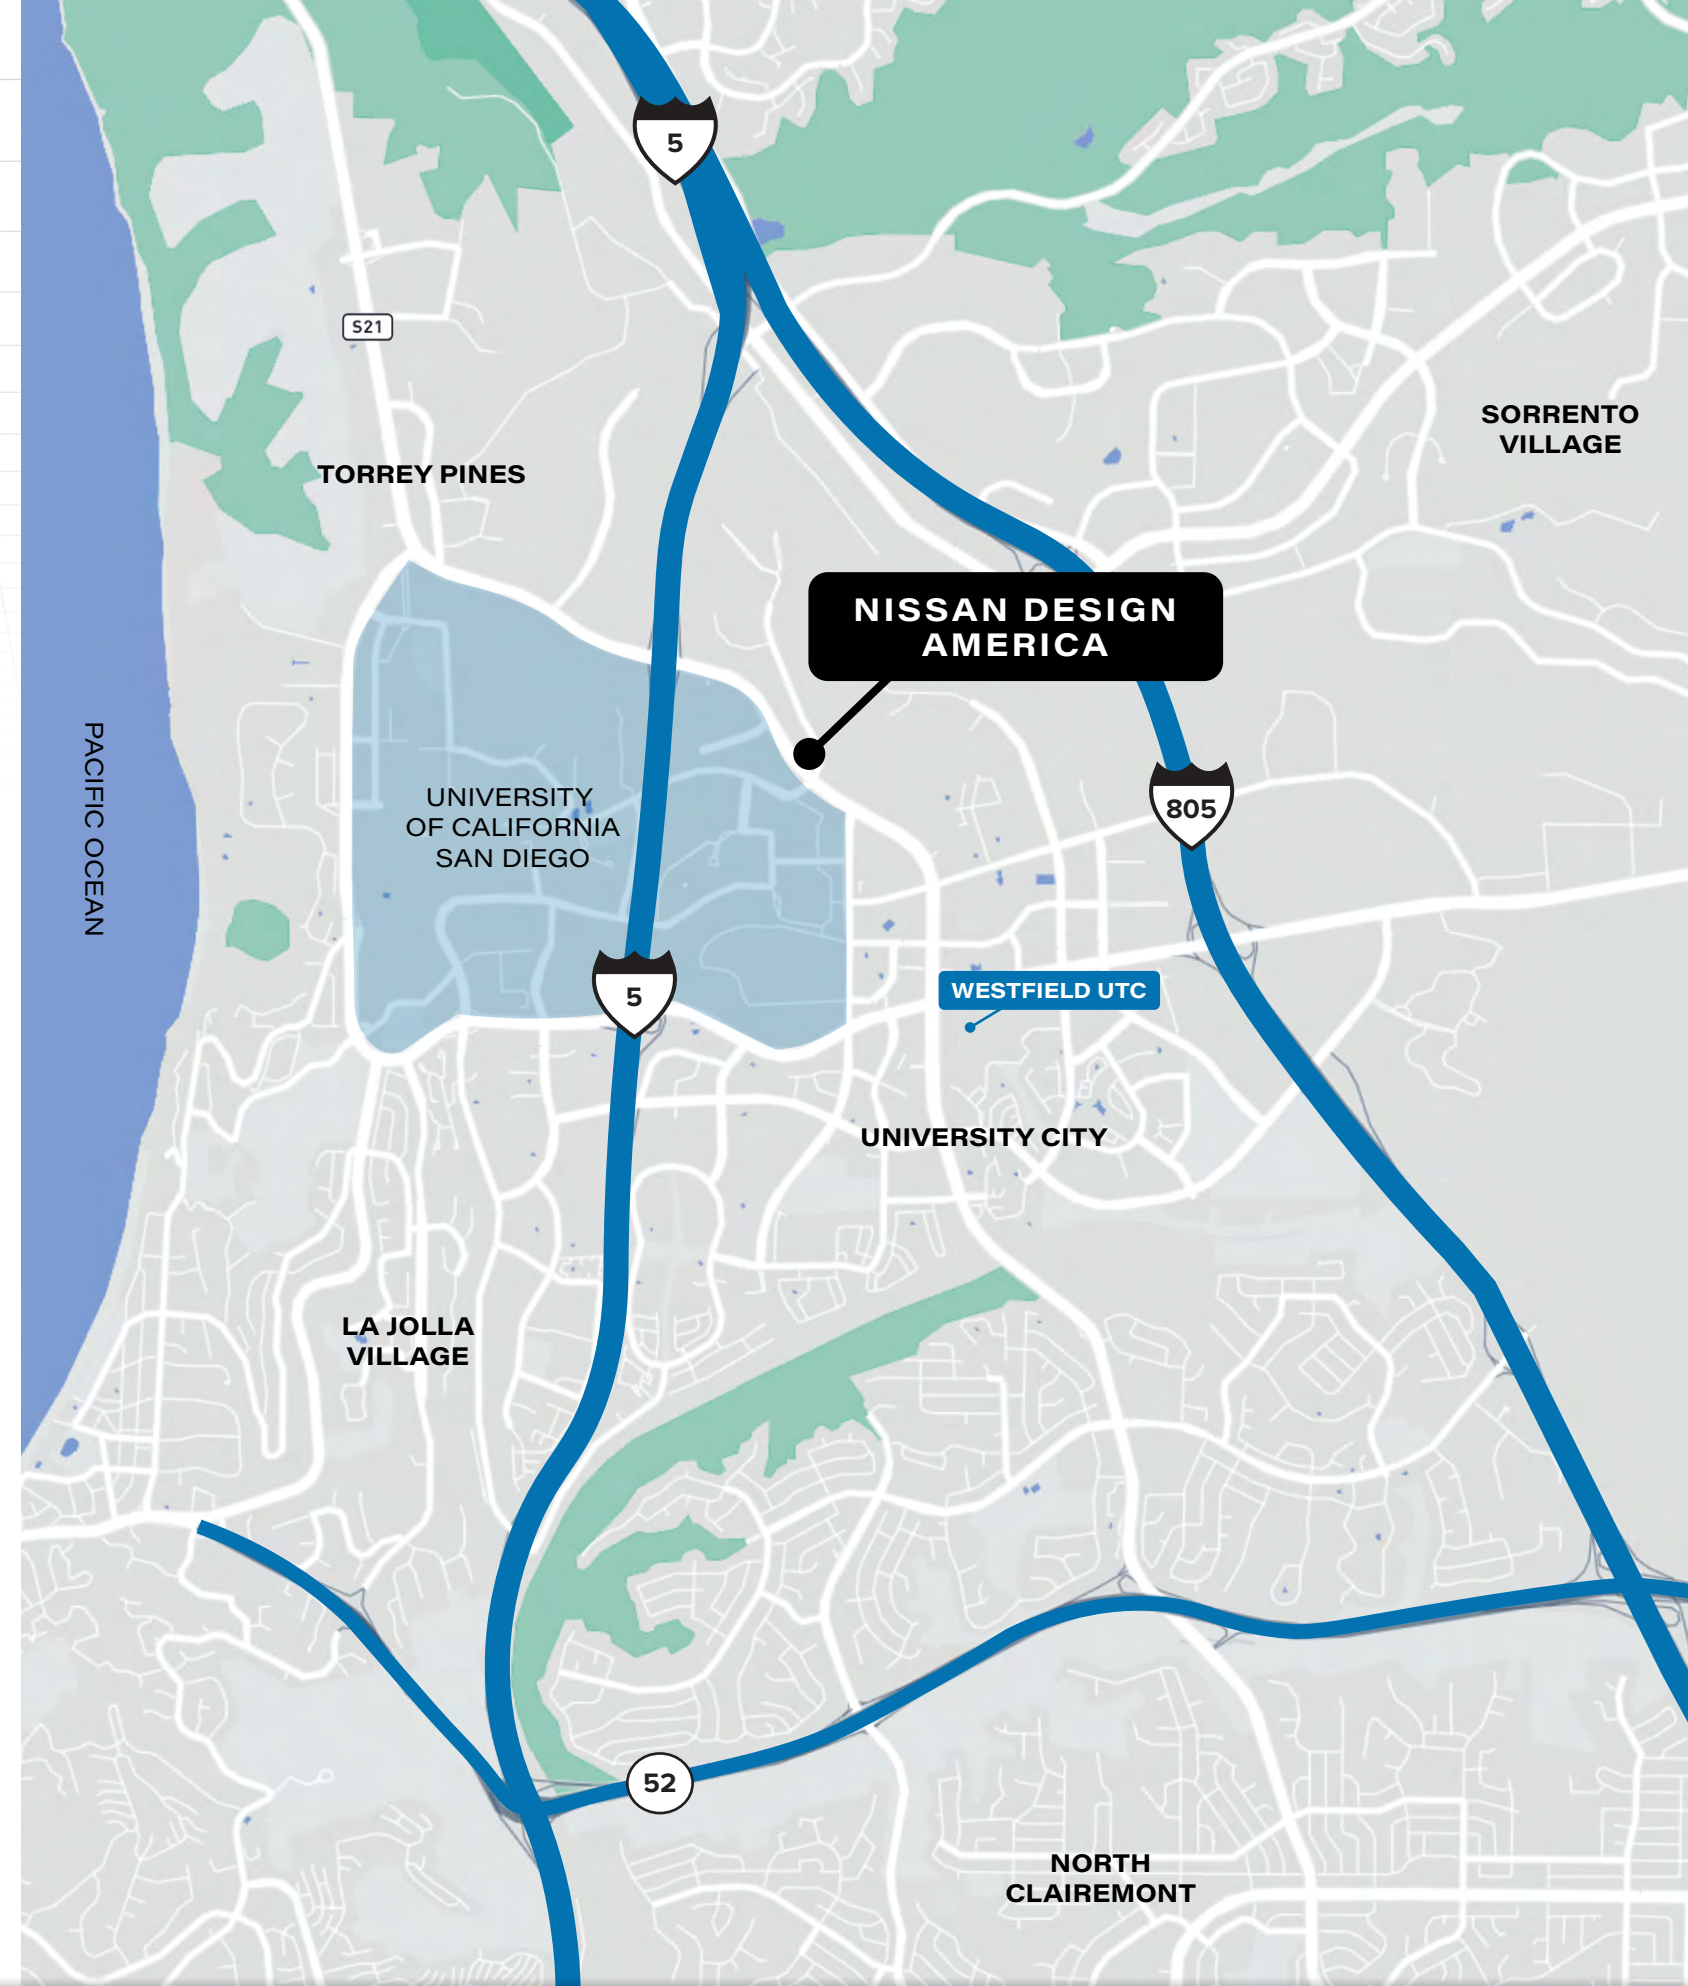 5
S21
SORRENTO
VILLAGE
TORREY PINES
NISSAN DESIGN
AMERICA
PACIFIC OCEAN
UNIVERSITY
OF CALIFORNIA
SAN DIEGO
805
5
WESTFIELD UTC
UNIVERSITY CITY
LA JOLLA
VILLAGE
52
NORTH
CLAIREMONT